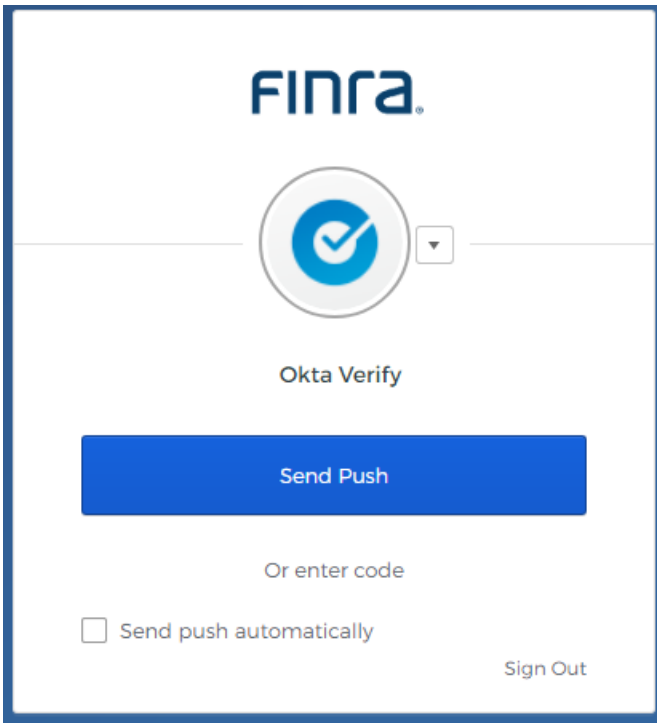 Finra®
Okta Verify
Send Push
Or enter code
Send push automatically
Sign Out